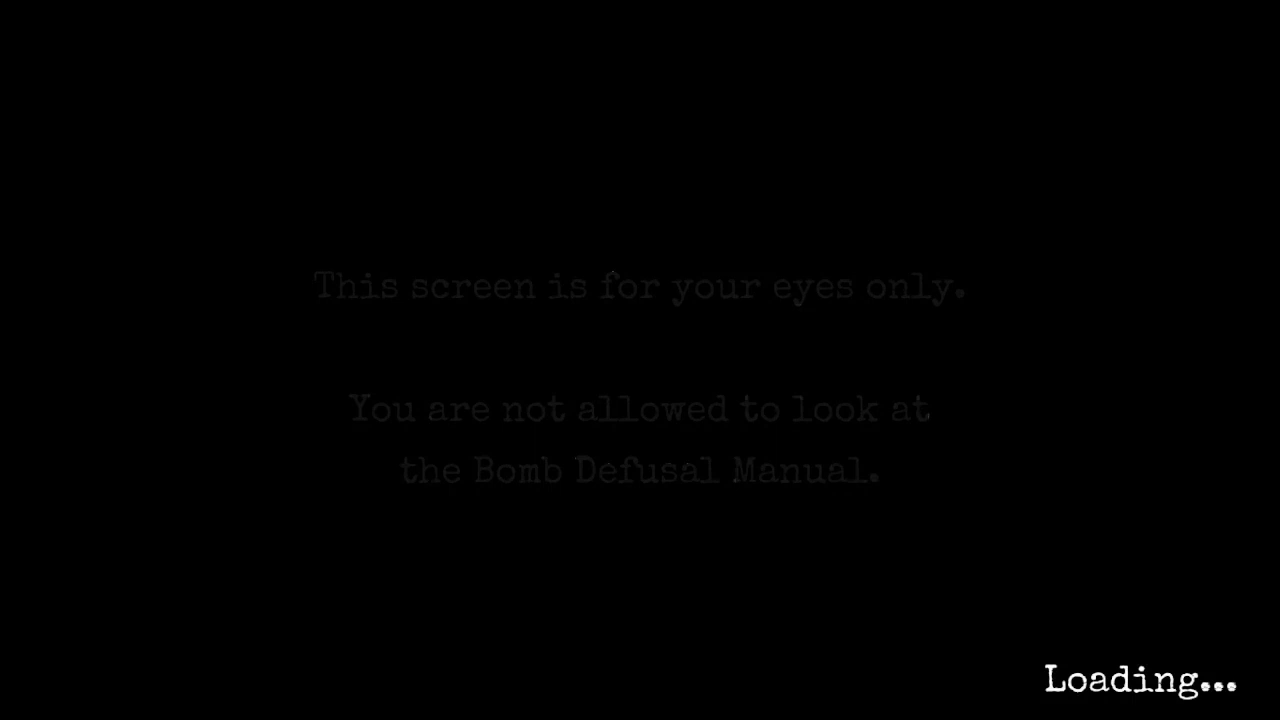 This screen is for your eyes only.
You are not allowed to look at
the Bomb Defusal Manual.
Loading...